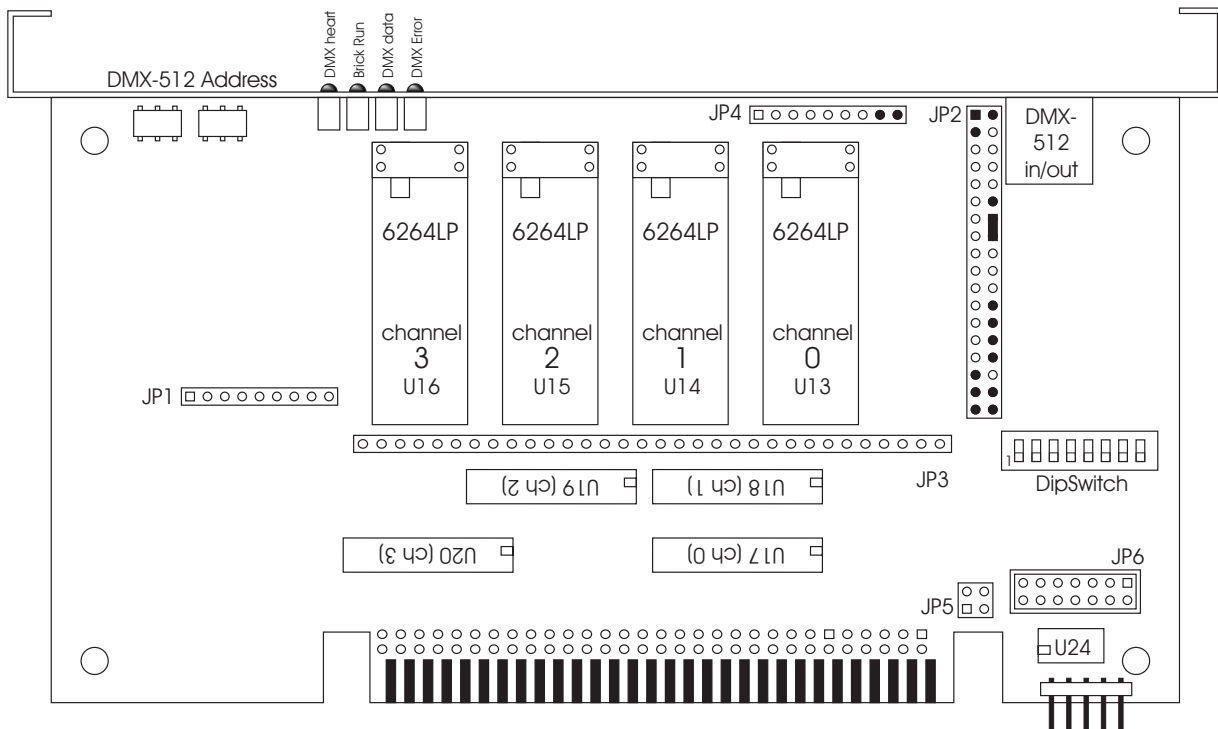 DMX heart
Brick Run
DMX data
DMX Error
DMX-512 Address
JP4
JP2
DMX-
512
in/out
6264LP
6264LP
6264LP
6264LP
channel
3
U16
channel
2
U15
channel
1
U14
channel
0
U13
JP1
JP3
1
DipSwitch
U19 (ch 2)
U18 (ch 1)
U20 (ch 3)
U17 (ch 0)
JP6
JP5
U24